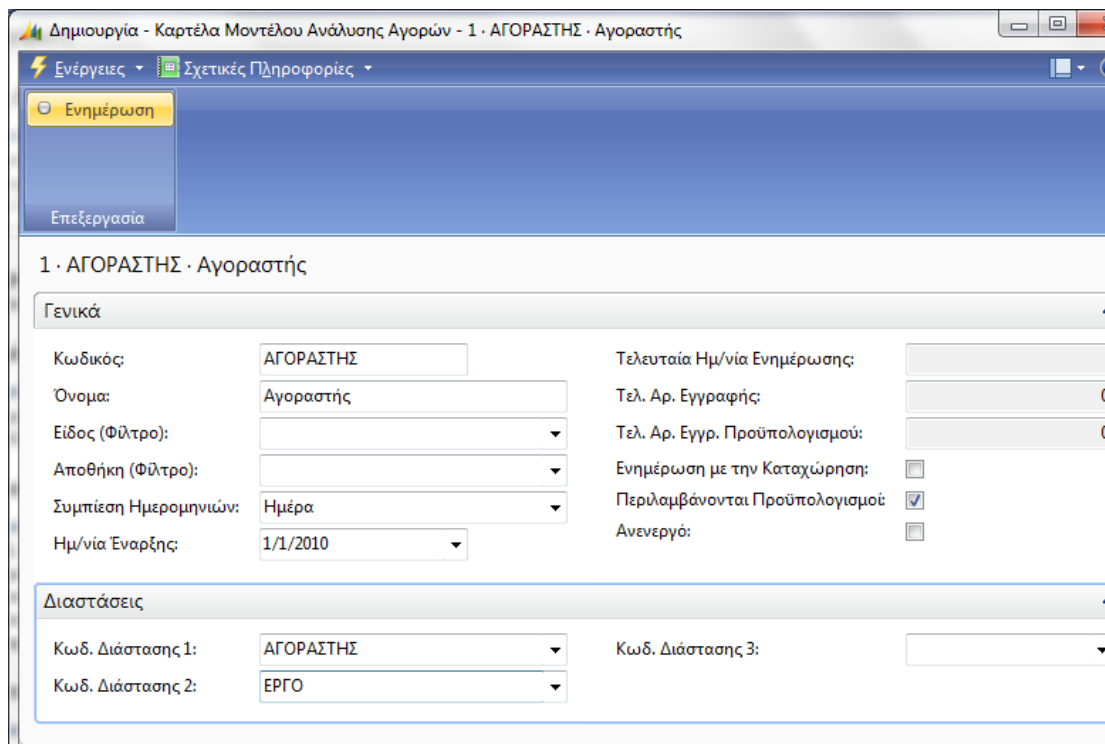 Δημιουργία - Καρτέλα Μοντέλου Ανάλυσης Αγορών - 1 · ΑΓΟΡΑΣΤΗΣ · Αγοραστής
Ενέργειες Σχετικές Πληροφορίες
Ενημέρωση
Επεξεργασία
1 · ΑΓΟΡΑΣΤΗΣ · Αγοραστής
Γενικά
Κωδικός: ΑΓΟΡΑΣΤΗΣ Τελευταία Ημ/νία Ενημέρωσης:
Όνομα: Αγοραστής Τελ. Αρ. Εγγραφής: 0
Είδος (Φίλτρο): Τελ. Αρ. Εγγρ. Προϋπολογισμού: 0
Αποθήκη (Φίλτρο): Ενημέρωση με την Καταχώρηση:
Συμπίεση Ημερομηνιών: Ημέρα Περιλαμβάνονται Προϋπολογισμοί:
Ημ/νία Έναρξης: 1/1/2010 Ανενεργό:
Διαστάσεις
Κωδ. Διάστασης 1: ΑΓΟΡΑΣΤΗΣ Κωδ. Διάστασης 3:
Κωδ. Διάστασης 2: ΕΡΓΟ